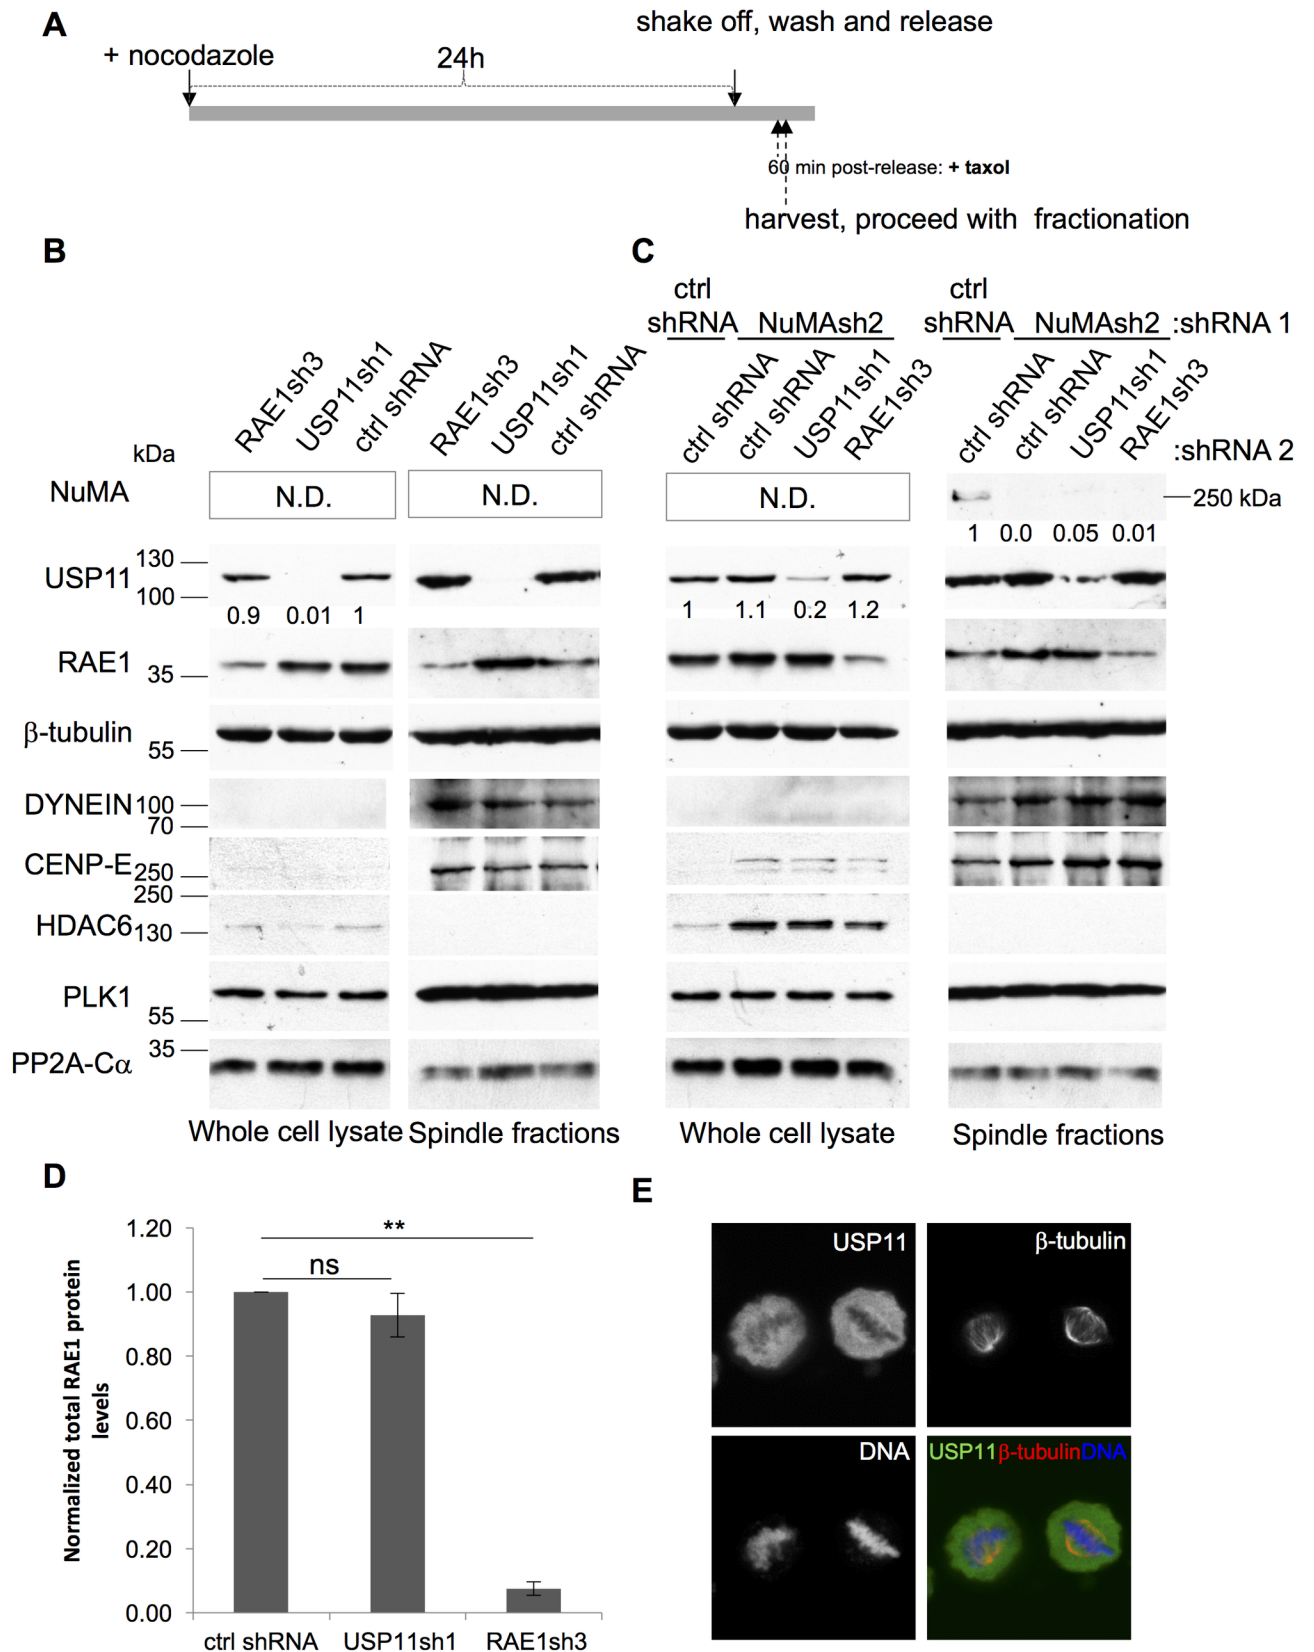 A
shake off, wash and release
+ nocodazole
24h
60 min post-release: + taxol
harvest, proceed with fractionation
B
RAE1sh3
USP11sh1
ctrl shRNA
RAE1sh3
USP11sh1
ctrl shRNA
kDa
NuMA
N.D.
N.D.
USP11
130
100
0.9 0.01 1
RAE1
35
β-tubulin
55
DYNEIN
100
70
CENP-E
250
250
HDAC6
130
PLK1
55
35
PP2A-Cα
Whole cell lysate
Spindle fractions
C
ctrl
shRNA
NuMAsh2
ctrl
shRNA
NuMAsh2
:shRNA 1
ctrl shRNA
ctrl shRNA
USP11sh1
RAE1sh3
ctrl shRNA
ctrl shRNA
USP11sh1
RAE1sh3
:shRNA 2
N.D.
250 kDa
1 0.0 0.05 0.01
1 1.1 0.2 1.2
Whole cell lysate
Spindle fractions
D
Normalized total RAE1 protein
levels
1.20
1.00
0.80
0.60
0.40
0.20
0.00
**
ns
ctrl shRNA
USP11sh1
RAE1sh3
E
USP11
β-tubulin
DNA
USP11β-tubulinDNA